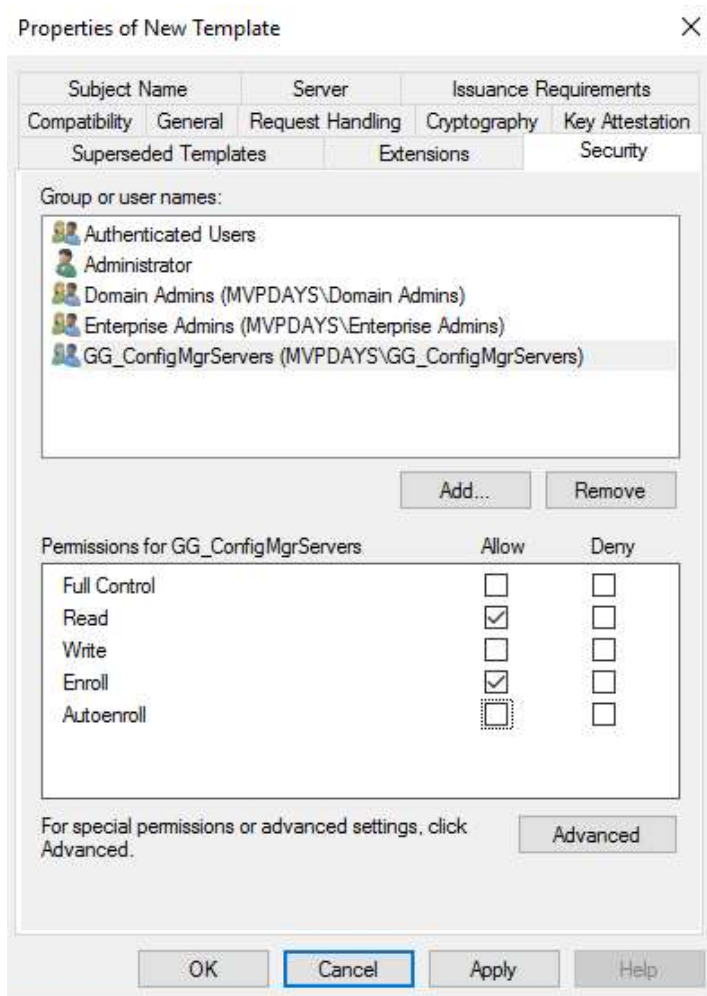 Properties of New Template
Subject Name Server Issuance Requirements
Compatibility General Request Handling Cryptography Key Attestation
Superseded Templates Extensions Security
Group or user names:
Authenticated Users
Administrator
Domain Admins (MVPDAYS\Domain Admins)
Enterprise Admins (MVPDAYS\Enterprise Admins)
GG_ConfigMgrServers (MVPDAYS\GG_ConfigMgrServers)
Add... Remove
Permissions for GG_ConfigMgrServers Allow Deny
Full Control
Read
Write
Enroll
Autoenroll
For special permissions or advanced settings, click
Advanced.
Advanced
OK Cancel Apply Help